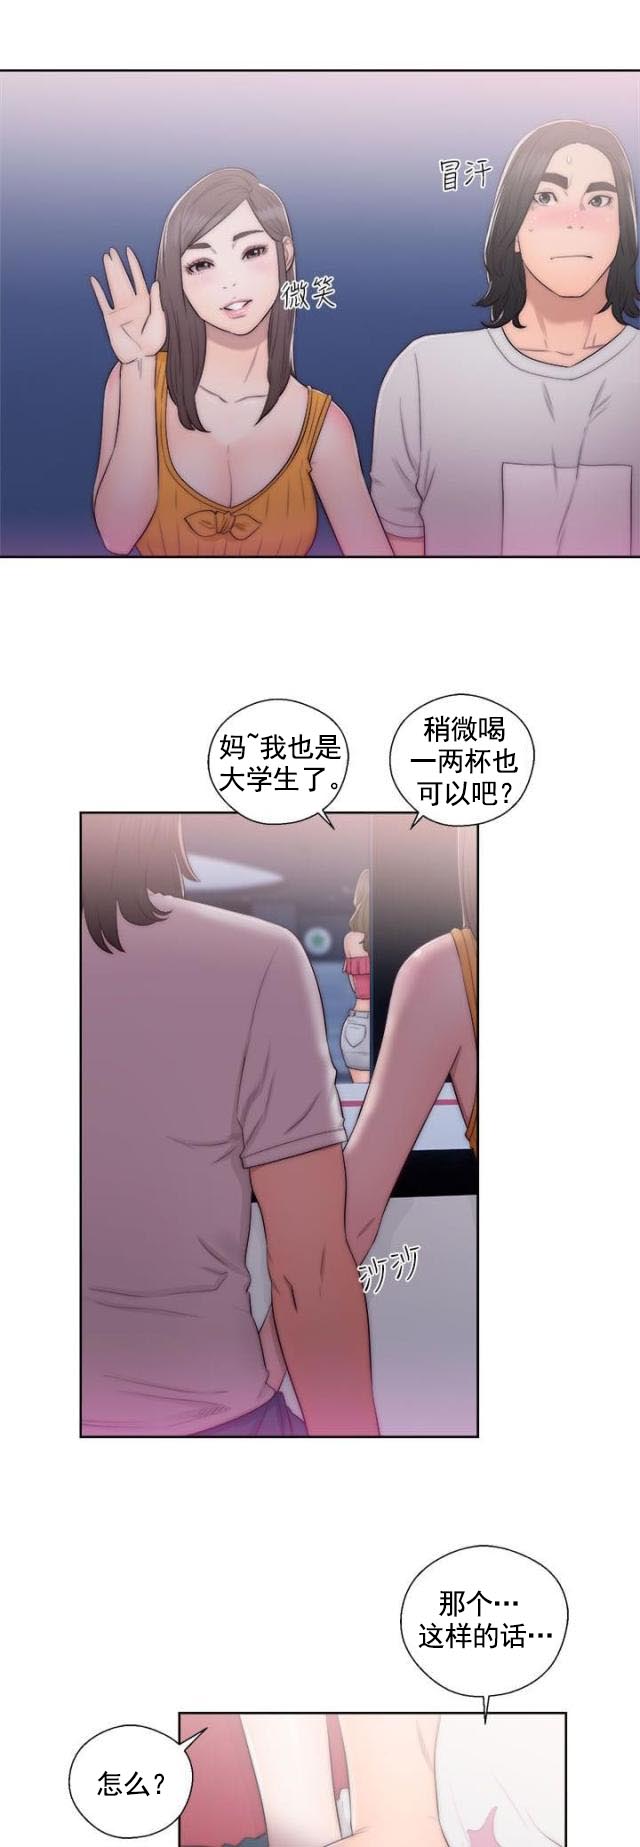 冒汗
微笑
妈~我也是
大学生了。
稍微喝
一两杯也
可以吧?
沙沙
那个…
这样的话…
怎么?